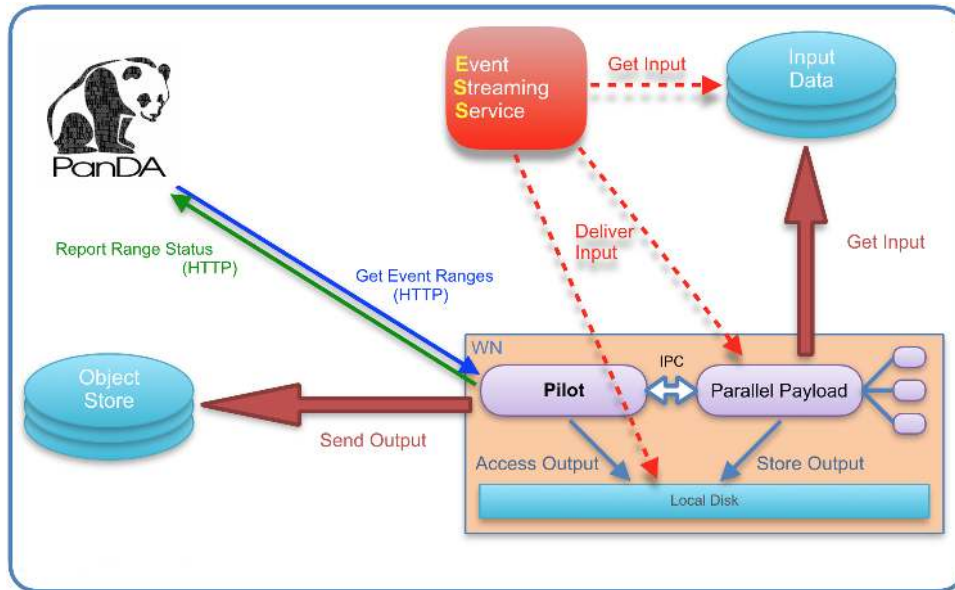 Event
Streaming
Service
Get Input
Input
Data
PanDA
Report Range Status
(HTTP)
Get Event Ranges
(HTTP)
Deliver
Input
Get Input
WN
IPC
Object
Store
Pilot
Parallel Payload
Send Output
Access Output
Store Output
Local Disk